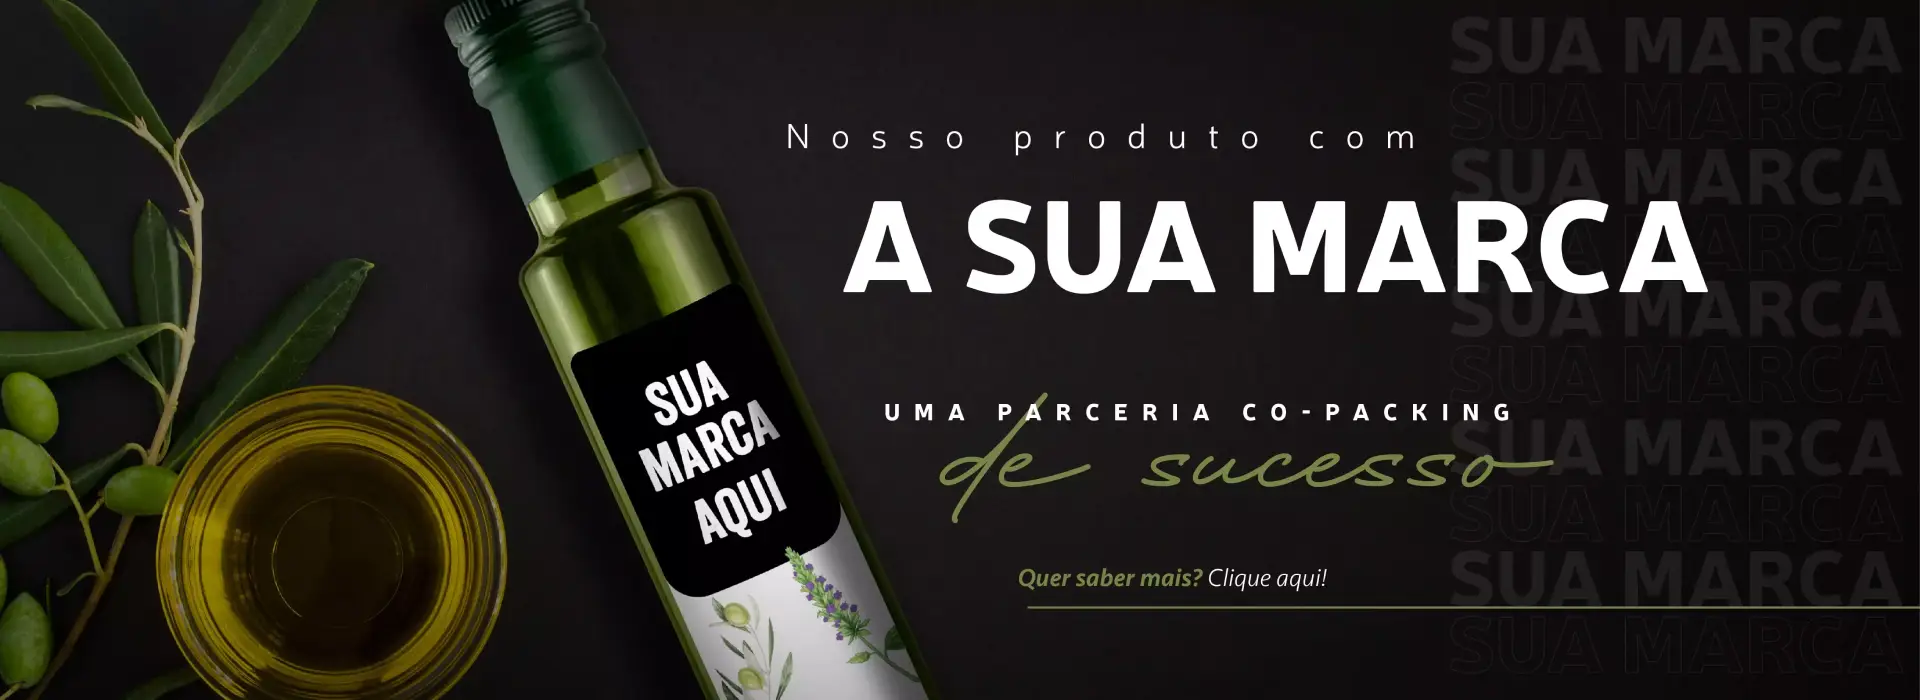 Nosso produto com
A SUA MARCA
UMA PARCERIA CO-PACKING
de sucesso
Quer saber mais? Clique aqui!
SUA
MARCA
AQUI
SUA MARCA
SUA MARCA
SUA MARCA
SUA MARCA
SUA MARCA
SUA MARCA
SUA MARCA
SUA MARCA
SUA MARCA
SUA MARCA